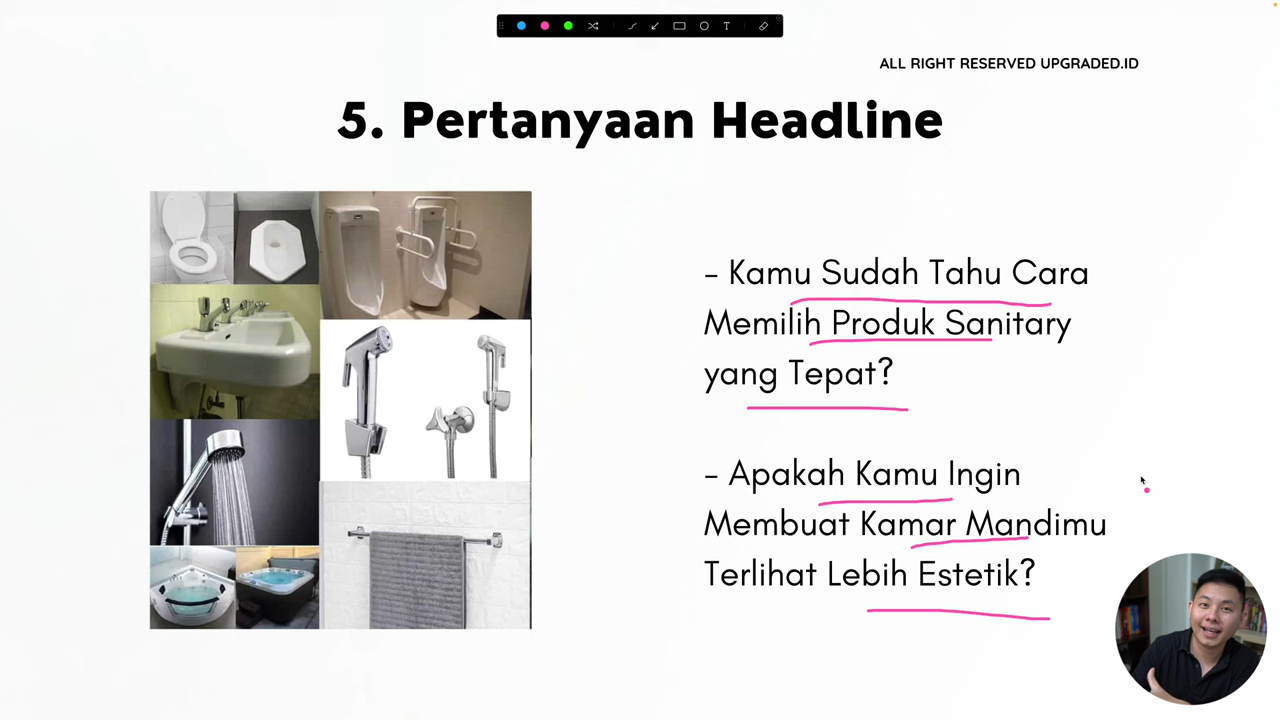 ALL RIGHT RESERVED UPGRADED.ID
5. Pertanyaan Headline
- Kamu Sudah Tahu Cara
Memilih Produk Sanitary
yang Tepat?
- Apakah Kamu Ingin
Membuat Kamar Mandimu
Terlihat Lebih Estetik?